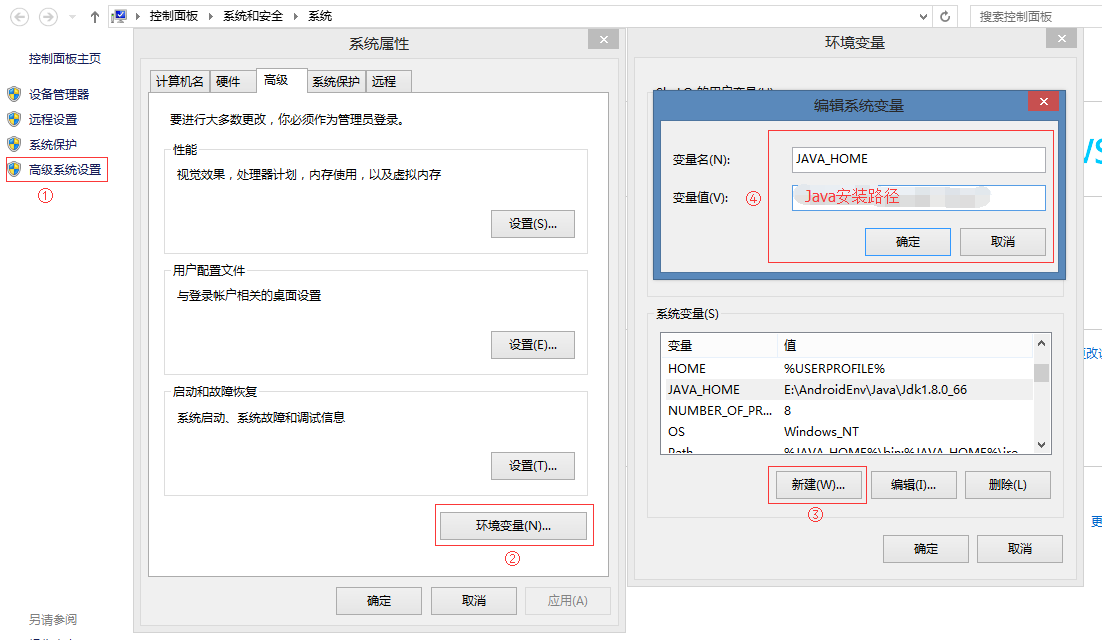 控制面板 系统和安全 系统
搜索控制面板
控制面板主页
设备管理器
远程设置
系统保护
高级系统设置
①
另请参阅
系统属性
计算机名 硬件 高级 系统保护 远程
要进行大多数更改，你必须作为管理员登录。
性能
视觉效果，处理器计划，内存使用，以及虚拟内存
设置(S)...
用户配置文件
与登录帐户相关的桌面设置
设置(E)...
启动和故障恢复
系统启动、系统故障和调试信息
设置(T)...
环境变量(N)...
②
确定 取消 应用(A)
环境变量
的用户变量(U)
编辑系统变量
变量名(N): JAVA_HOME
变量值(V): ④ Java安装路径
确定 取消
系统变量(S)
变量 值
HOME %USERPROFILE%
JAVA_HOME E:\AndroidEnv\Java\Jdk1.8.0_66
NUMBER_OF_PR... 8
OS Windows_NT
Path %JAVA_HOME%\bin;%JAVA_HOME%\jre
新建(W)... 编辑(I)... 删除(L)
③
确定 取消
更